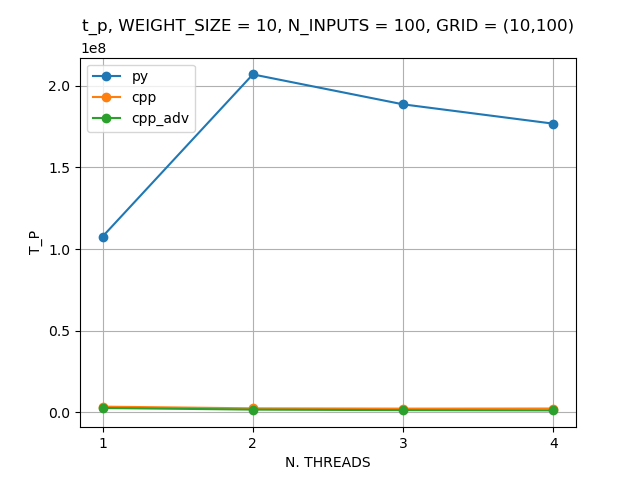 t_p, WEIGHT_SIZE = 10, N_INPUTS = 100, GRID = (10,100)
1e8
py
cpp
cpp_adv
2.0
1.5
1.0
0.5
0.0
T_P
1 2 3 4
N. THREADS